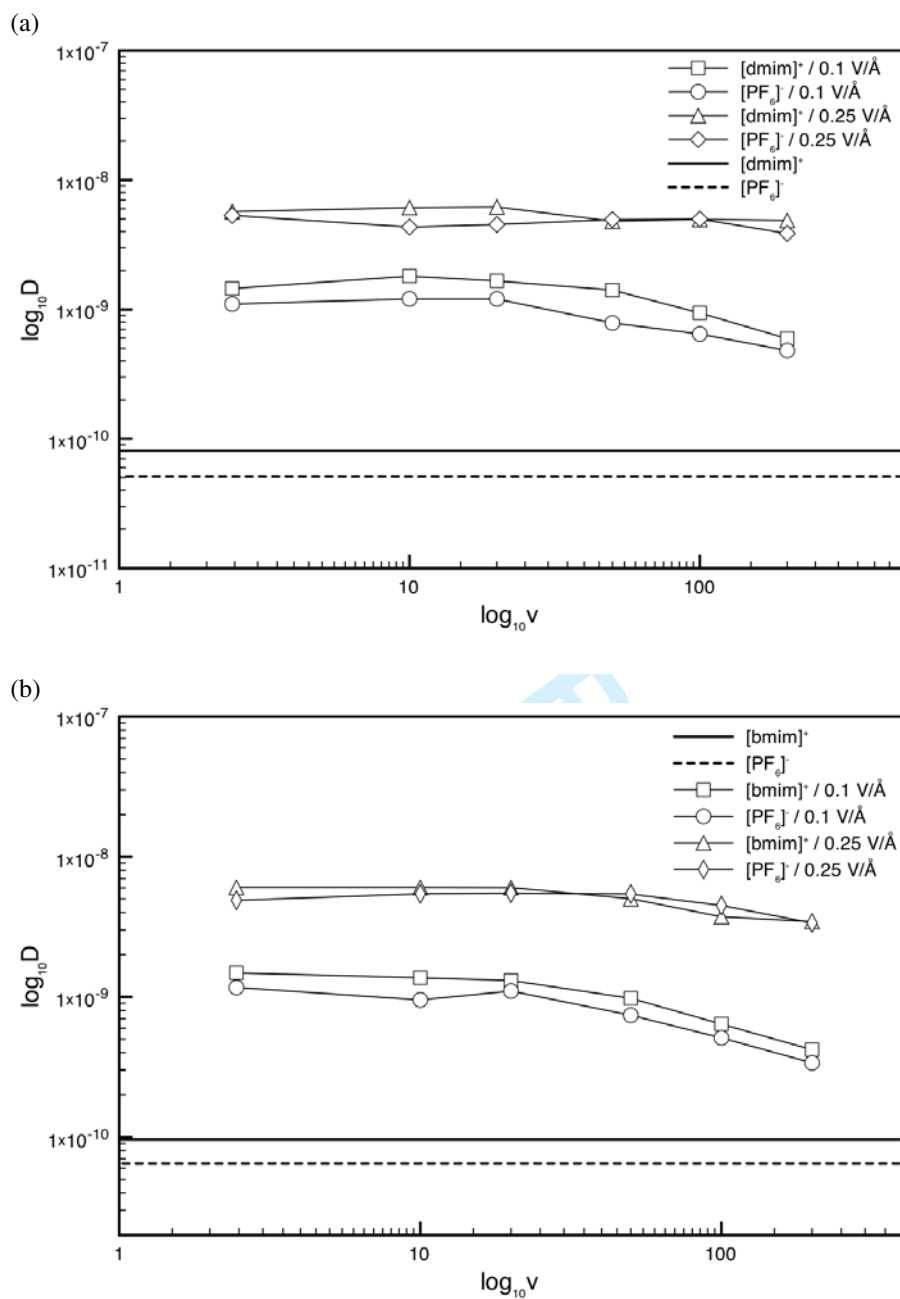 (a)
1×10⁻⁷
1×10⁻⁸
1×10⁻⁹
1×10⁻¹⁰
1×10⁻¹¹
log₁₀D
[dmim]⁺ / 0.1 V/Å
[PF₆]⁻ / 0.1 V/Å
[dmim]⁺ / 0.25 V/Å
[PF₆]⁻ / 0.25 V/Å
[dmim]⁺
[PF₆]⁻
1 10 100
log₁₀v
(b)
1×10⁻⁷
1×10⁻⁸
1×10⁻⁹
1×10⁻¹⁰
log₁₀D
[bmim]⁺
[PF₆]⁻
[bmim]⁺ / 0.1 V/Å
[PF₆]⁻ / 0.1 V/Å
[bmim]⁺ / 0.25 V/Å
[PF₆]⁻ / 0.25 V/Å
1 10 100
log₁₀v